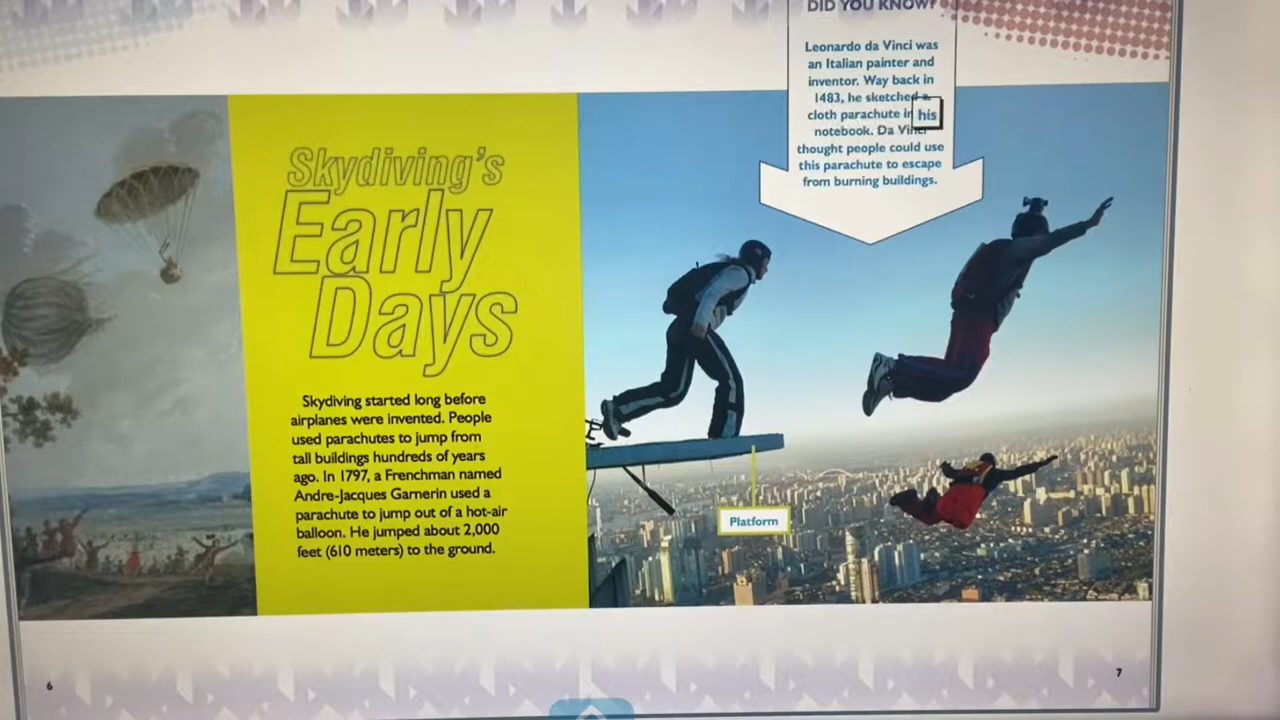 DID YOU KNOW?
Leonardo da Vinci was
an Italian painter and
inventor. Way back in
1483, he sketched a
cloth parachute in his
notebook. Da Vinci
thought people could use
this parachute to escape
from burning buildings.
Skydiving's
Early
Days
Skydiving started long before
airplanes were invented. People
used parachutes to jump from
tall buildings hundreds of years
ago. In 1797, a Frenchman named
Andre-Jacques Garnerin used a
parachute to jump out of a hot-air
balloon. He jumped about 2,000
feet (610 meters) to the ground.
Platform
6
7